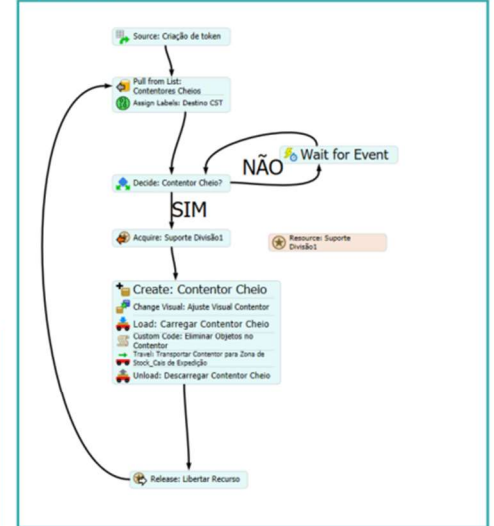 Source: Criação de token
Pull from List:
Contentores Cheios
Assign Labels: Destino CST
Wait for Event
NÃO
Decide: Contentor Cheio?
SIM
Acquire: Suporte Divisão1
Resource: Suporte
Divisão1
Create: Contentor Cheio
Change Visual: Ajuste Visual Contentor
Load: Carregar Contentor Cheio
Custom Code: Eliminar Objetos no
Contentor
Travel: Transportar Contentor para Zona de
Stock_Cais de Expedição
Unload: Descarregar Contentor Cheio
Release: Libertar Recurso